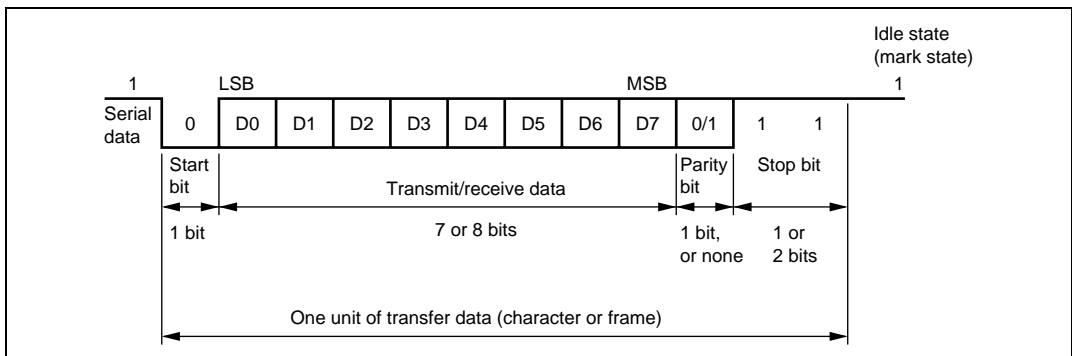 Idle state
(mark state)
1 LSB MSB 1
Serial
data
0 D0 D1 D2 D3 D4 D5 D6 D7 0/1 1 1
Start
bit
Transmit/receive data
Parity
bit
Stop bit
1 bit
7 or 8 bits
1 bit,
or none
1 or
2 bits
One unit of transfer data (character or frame)